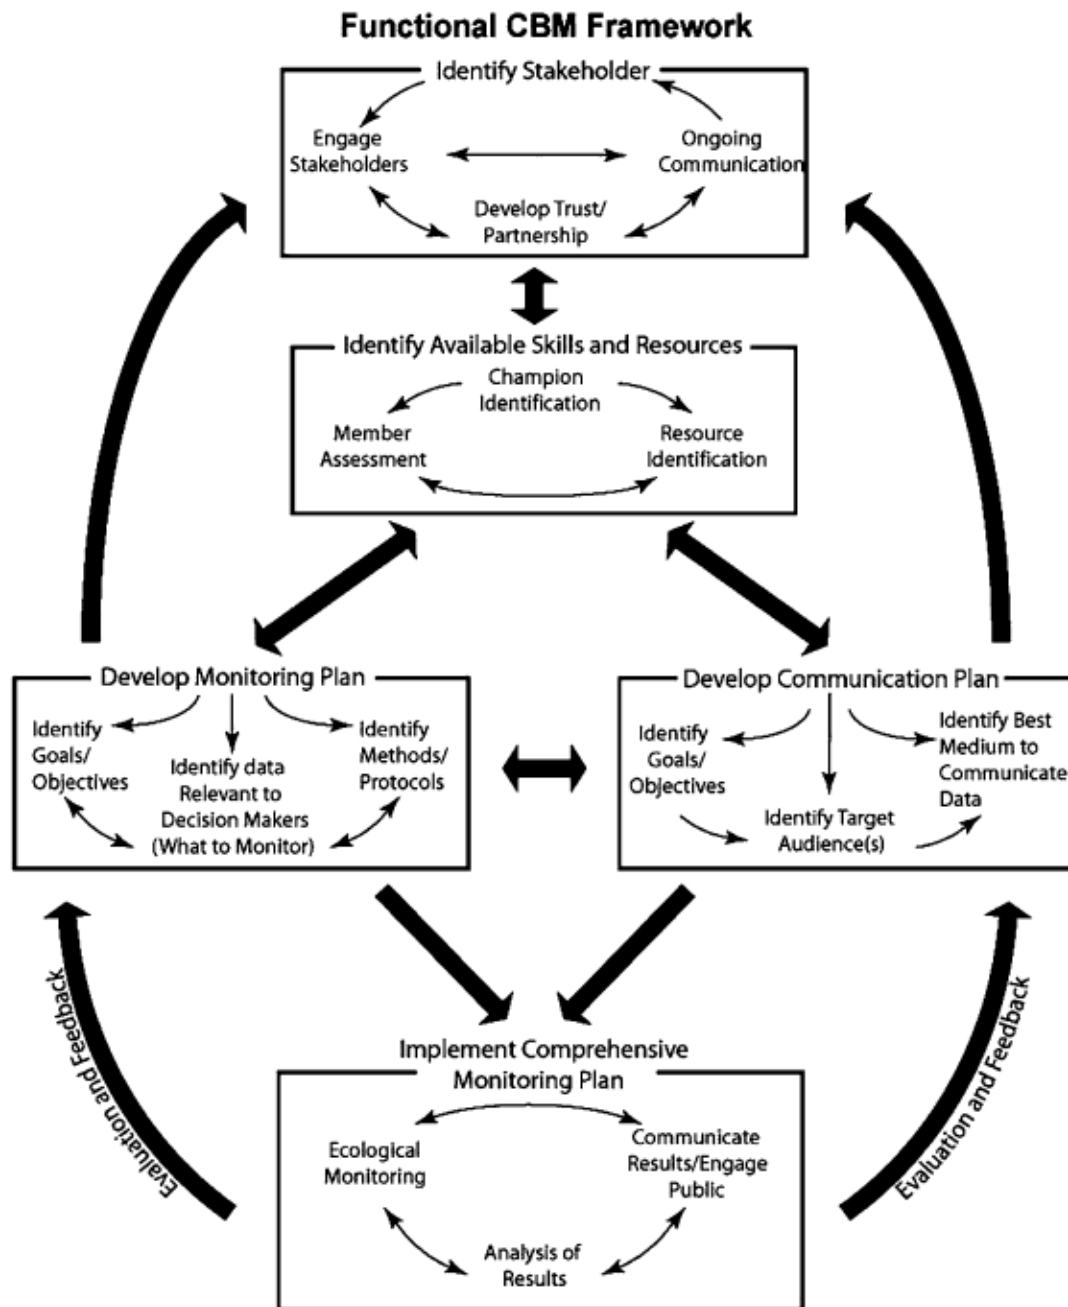 Functional CBM Framework
Identify Stakeholder
Engage
Stakeholders
Ongoing
Communication
Develop Trust/
Partnership
Identify Available Skills and Resources
Champion
Identification
Member
Assessment
Resource
Identification
Develop Monitoring Plan
Identify
Goals/
Objectives
Identify data
Relevant to
Decision Makers
(What to Monitor)
Identify
Methods/
Protocols
Develop Communication Plan
Identify
Goals/
Objectives
Identify Target
Audience(s)
Identify Best
Medium to
Communicate
Data
Evaluation and Feedback
Evaluation and Feedback
Implement Comprehensive
Monitoring Plan
Ecological
Monitoring
Communicate
Results/Engage
Public
Analysis of
Results